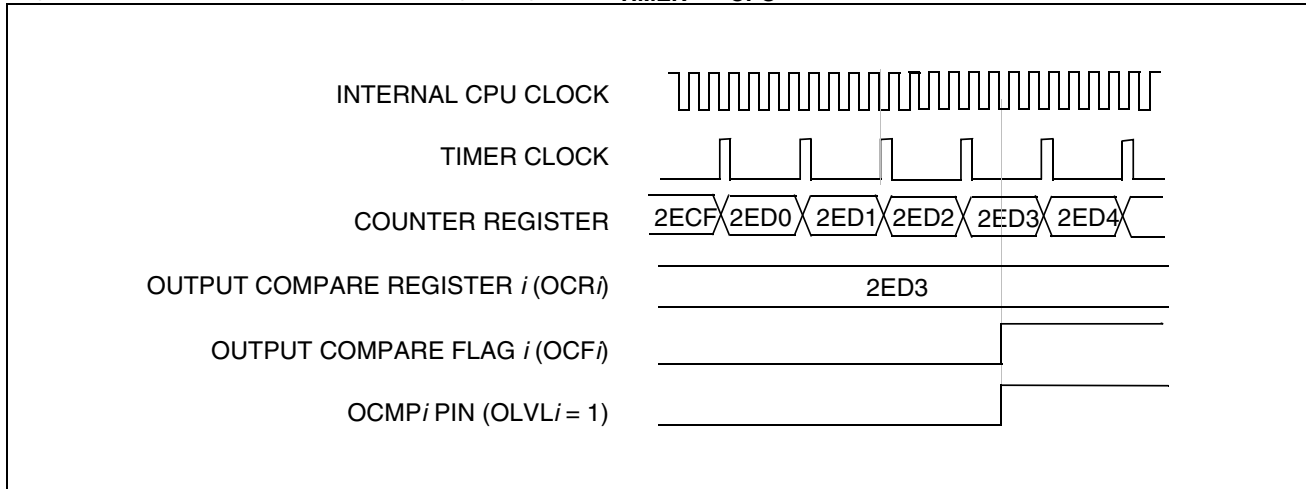 INTERNAL CPU CLOCK
TIMER CLOCK
COUNTER REGISTER 2ECF 2ED0 2ED1 2ED2 2ED3 2ED4
OUTPUT COMPARE REGISTER i (OCRi) 2ED3
OUTPUT COMPARE FLAG i (OCFi)
OCMPi PIN (OLVLi = 1)